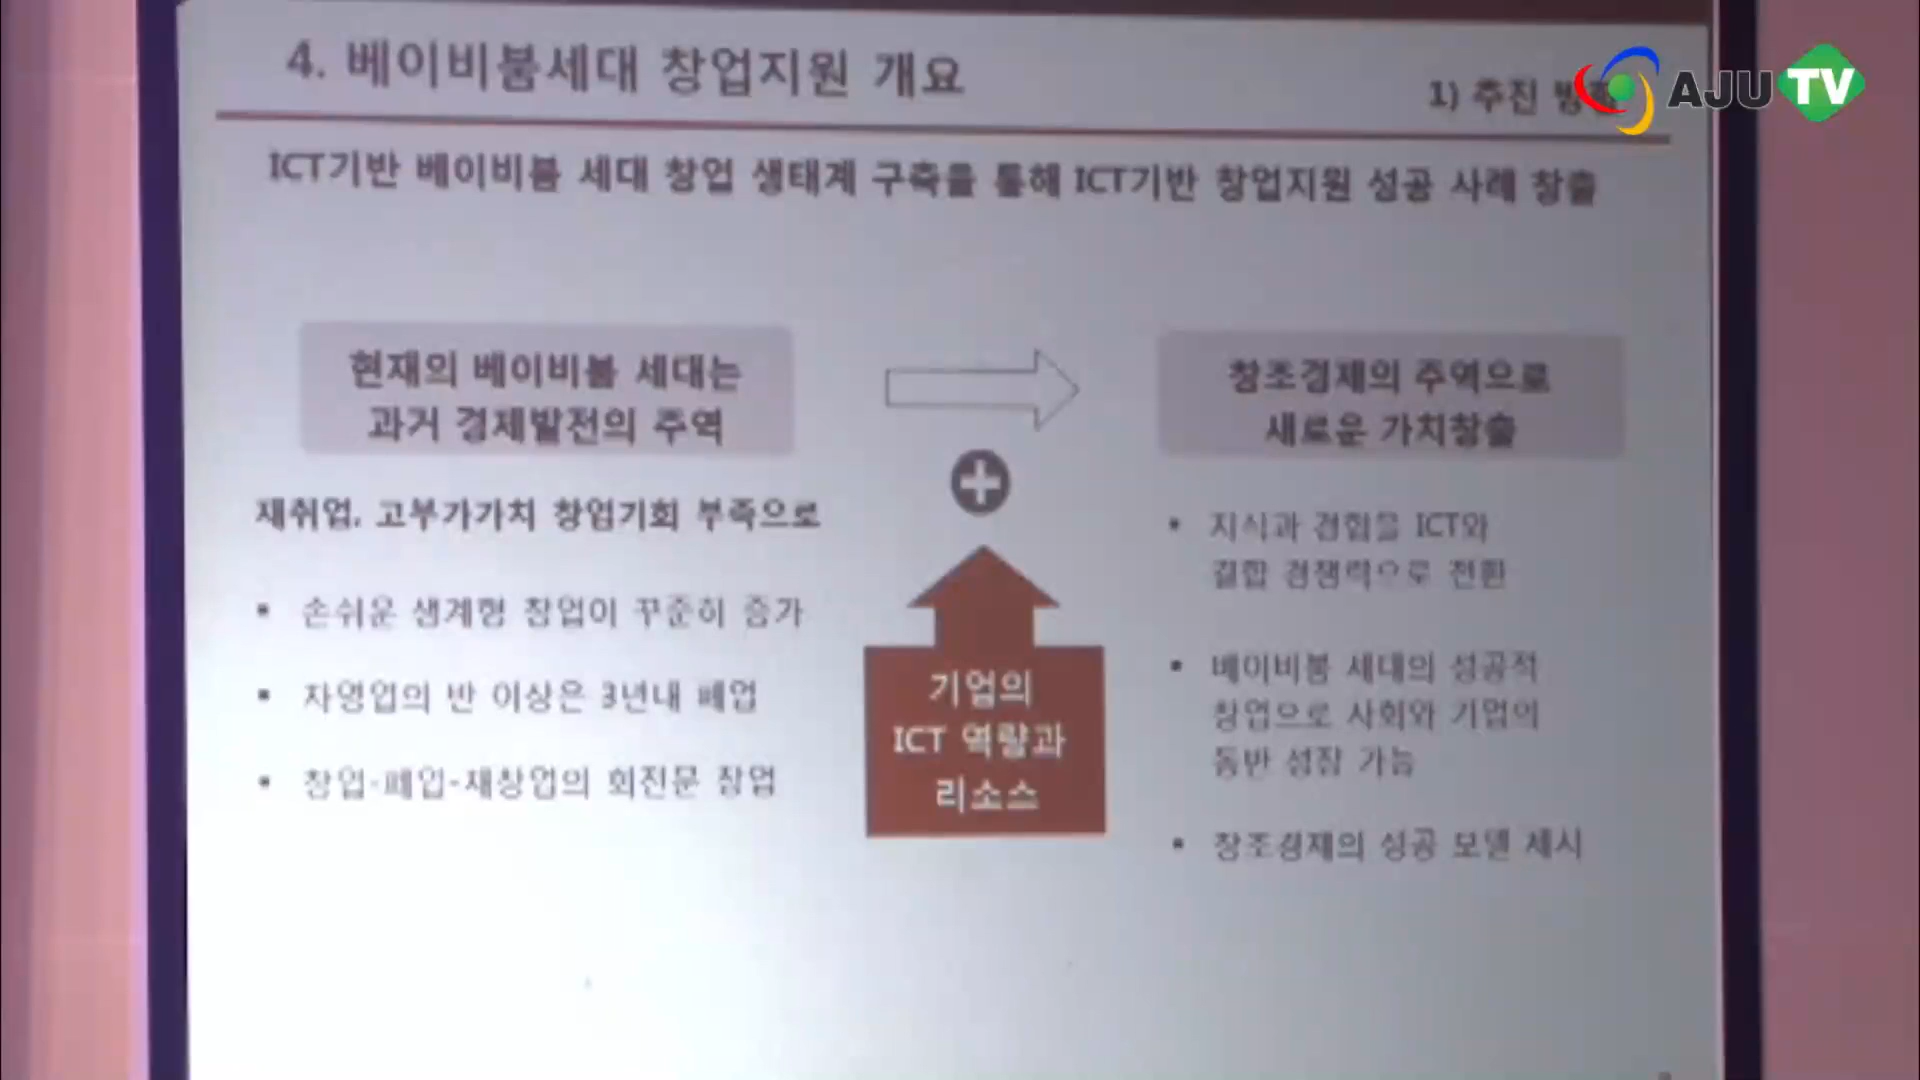 4. 베이비붐세대 창업지원 개요
1) 추진
AJU TV
ICT기반 베이비붐 세대 창업 생태계 구축을 통해 ICT기반 창업지원 성공 사례 창출
현재의 베이비붐 세대는
과거 경제발전의 주역
재취업, 고부가가치 창업기회 부족으로
• 손쉬운 생계형 창업이 꾸준히 증가
• 자영업의 반 이상은 3년내 폐업
• 창업-폐업-재창업의 회전문 창업
기업의
ICT 역량과
리소스
창조경제의 주역으로
새로운 가치창출
• 지식과 경험을 ICT와
결합 경쟁력으로 전환
• 베이비붐 세대의 성공적
창업으로 사회와 기업의
동반 성장 가능
• 창조경제의 성공 모델 제시